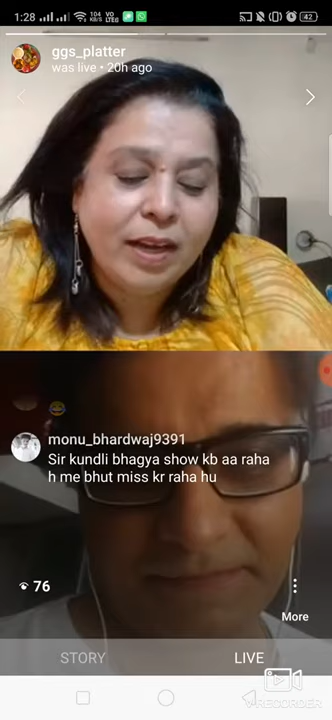 1:28
104
KB/S
VO
LTE
42
ggs_platter
was live • 20h ago
monu_bhardwaj9391
Sir kundli bhagya show kb aa raha
h me bhut miss kr raha hu
76
More
STORY
LIVE
RECORDER